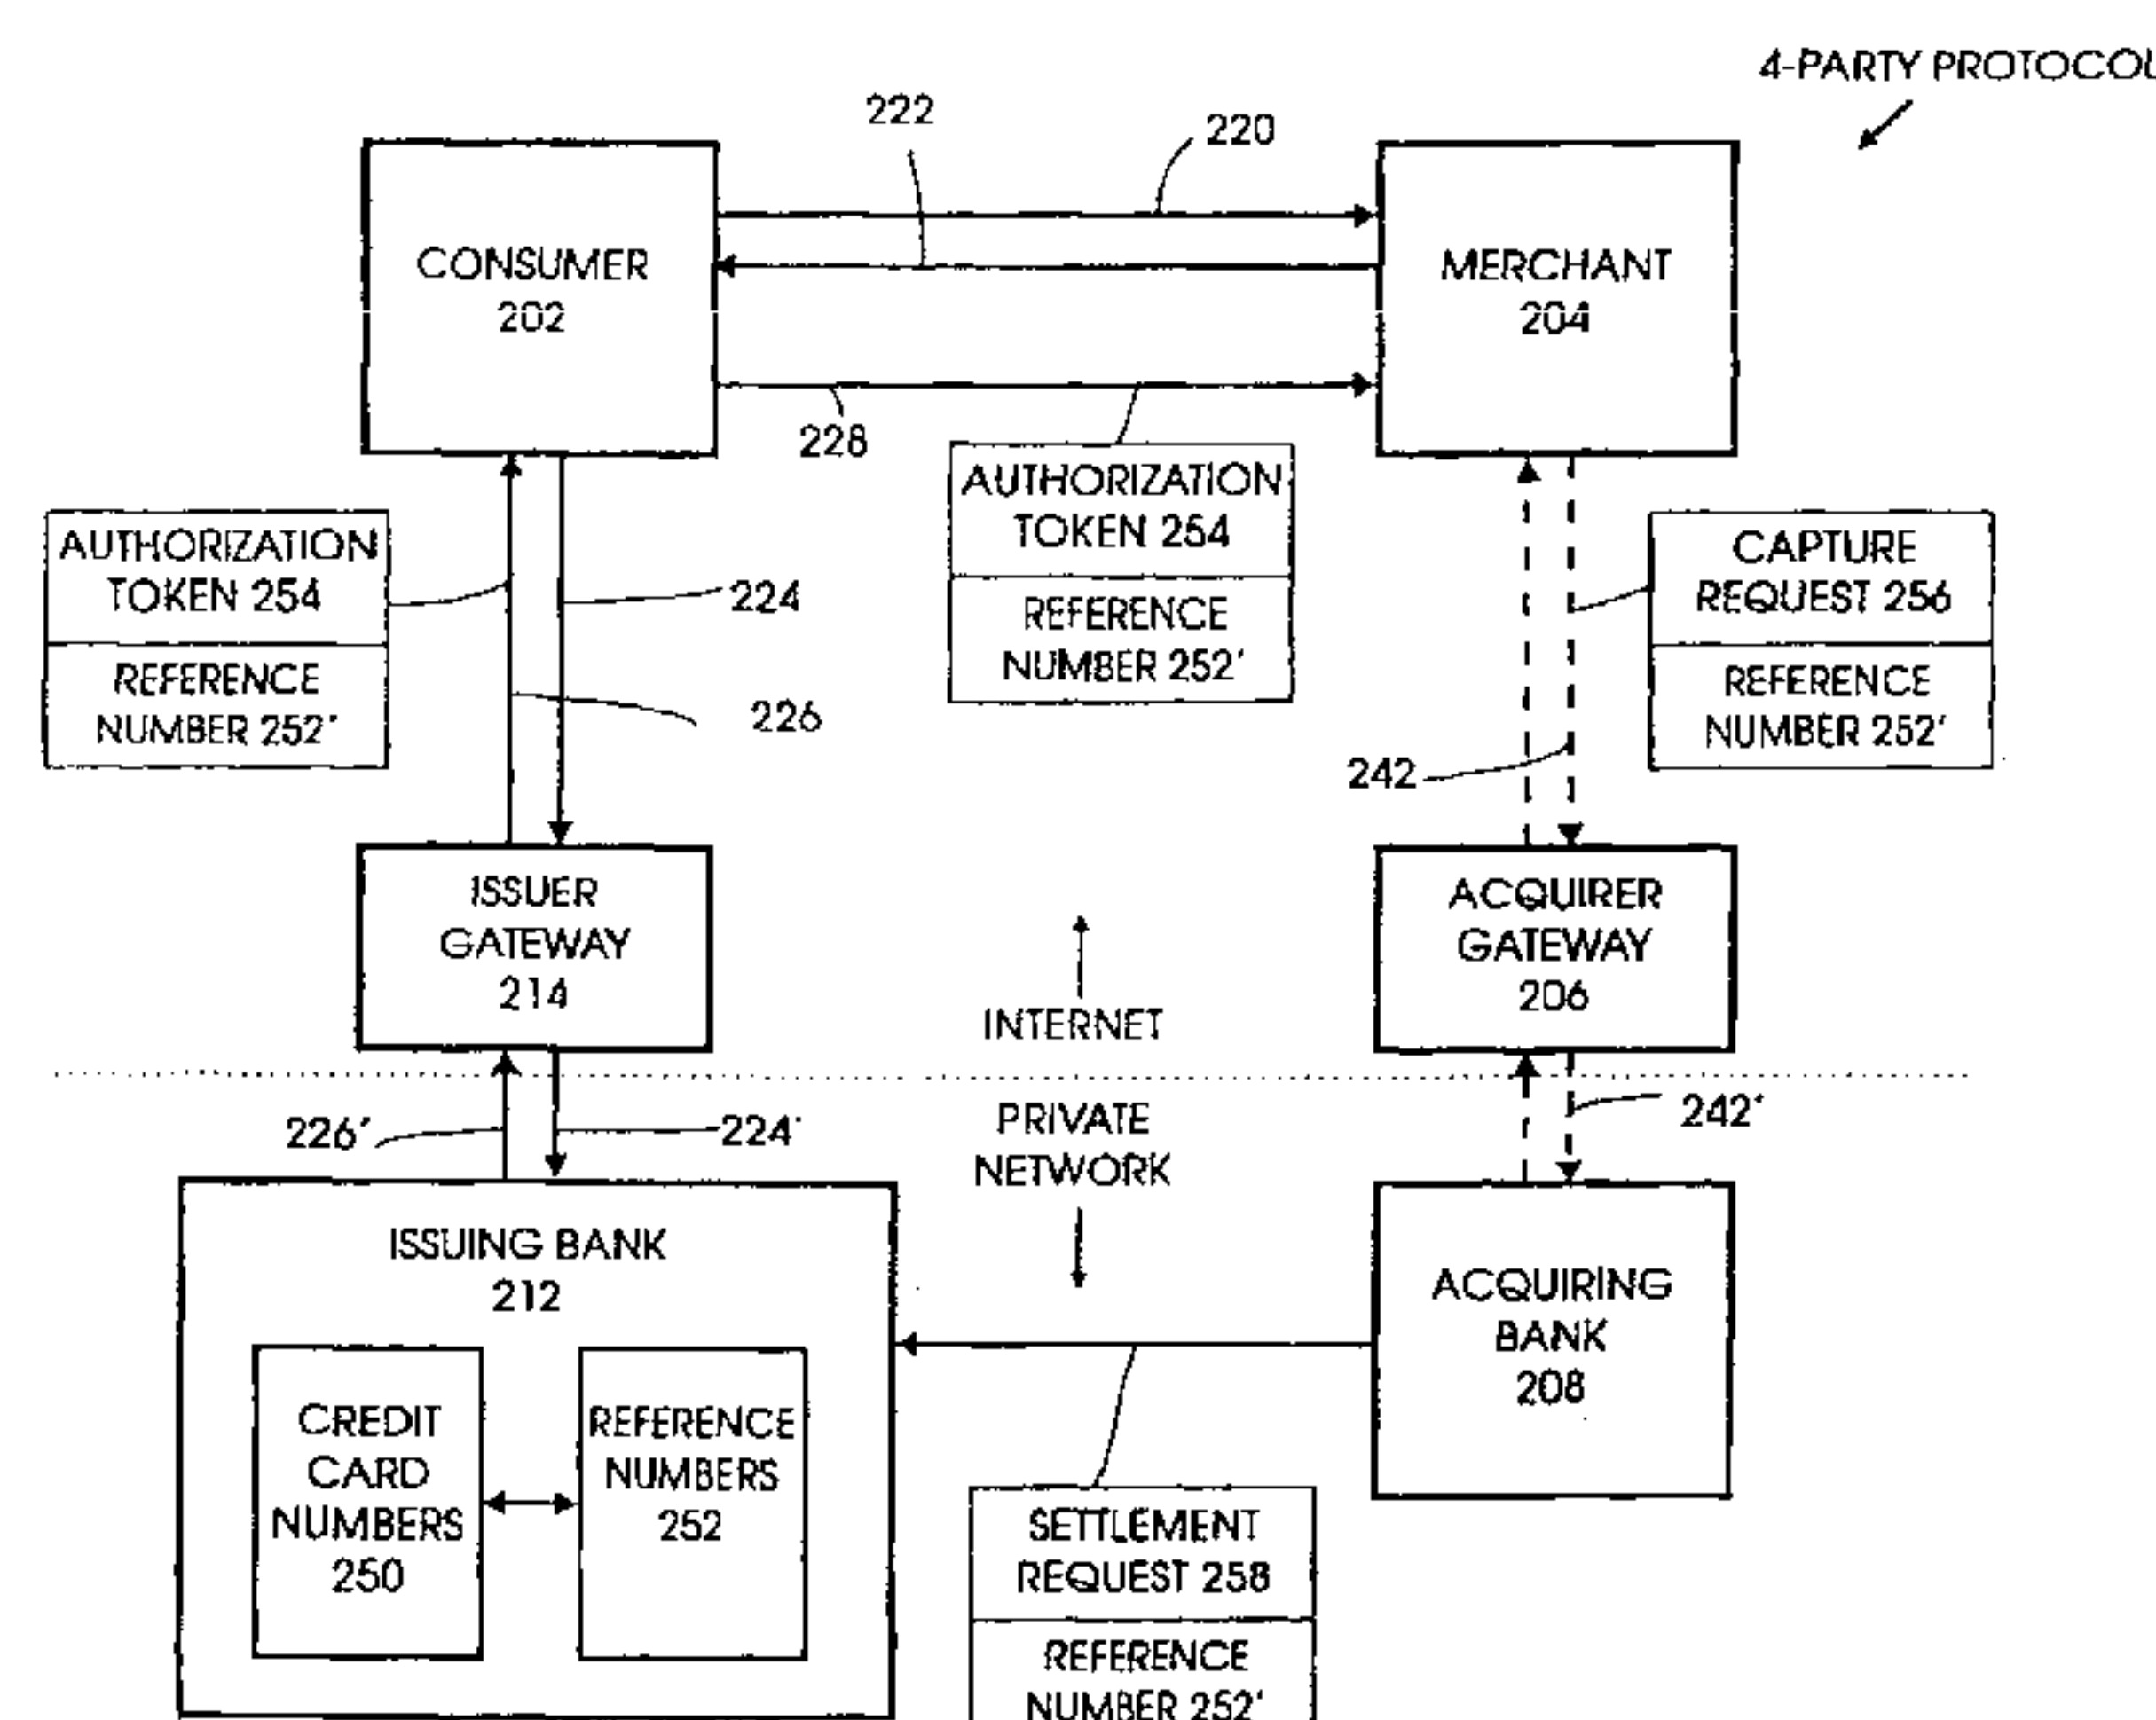 4-PARTY PROTOCOL
222
220
CONSUMER
202
MERCHANT
204
228
AUTHORIZATION
TOKEN 254
REFERENCE
NUMBER 252'
AUTHORIZATION
TOKEN 254
REFERENCE
NUMBER 252'
224
226
CAPTURE
REQUEST 256
REFERENCE
NUMBER 252'
242
ISSUER
GATEWAY
214
ACQUIRER
GATEWAY
206
INTERNET
PRIVATE
NETWORK
226'
224'
242'
ISSUING BANK
212
CREDIT
CARD
NUMBERS
250
REFERENCE
NUMBERS
252
ACQUIRING
BANK
208
SETTLEMENT
REQUEST 258
REFERENCE
NUMBER 252'